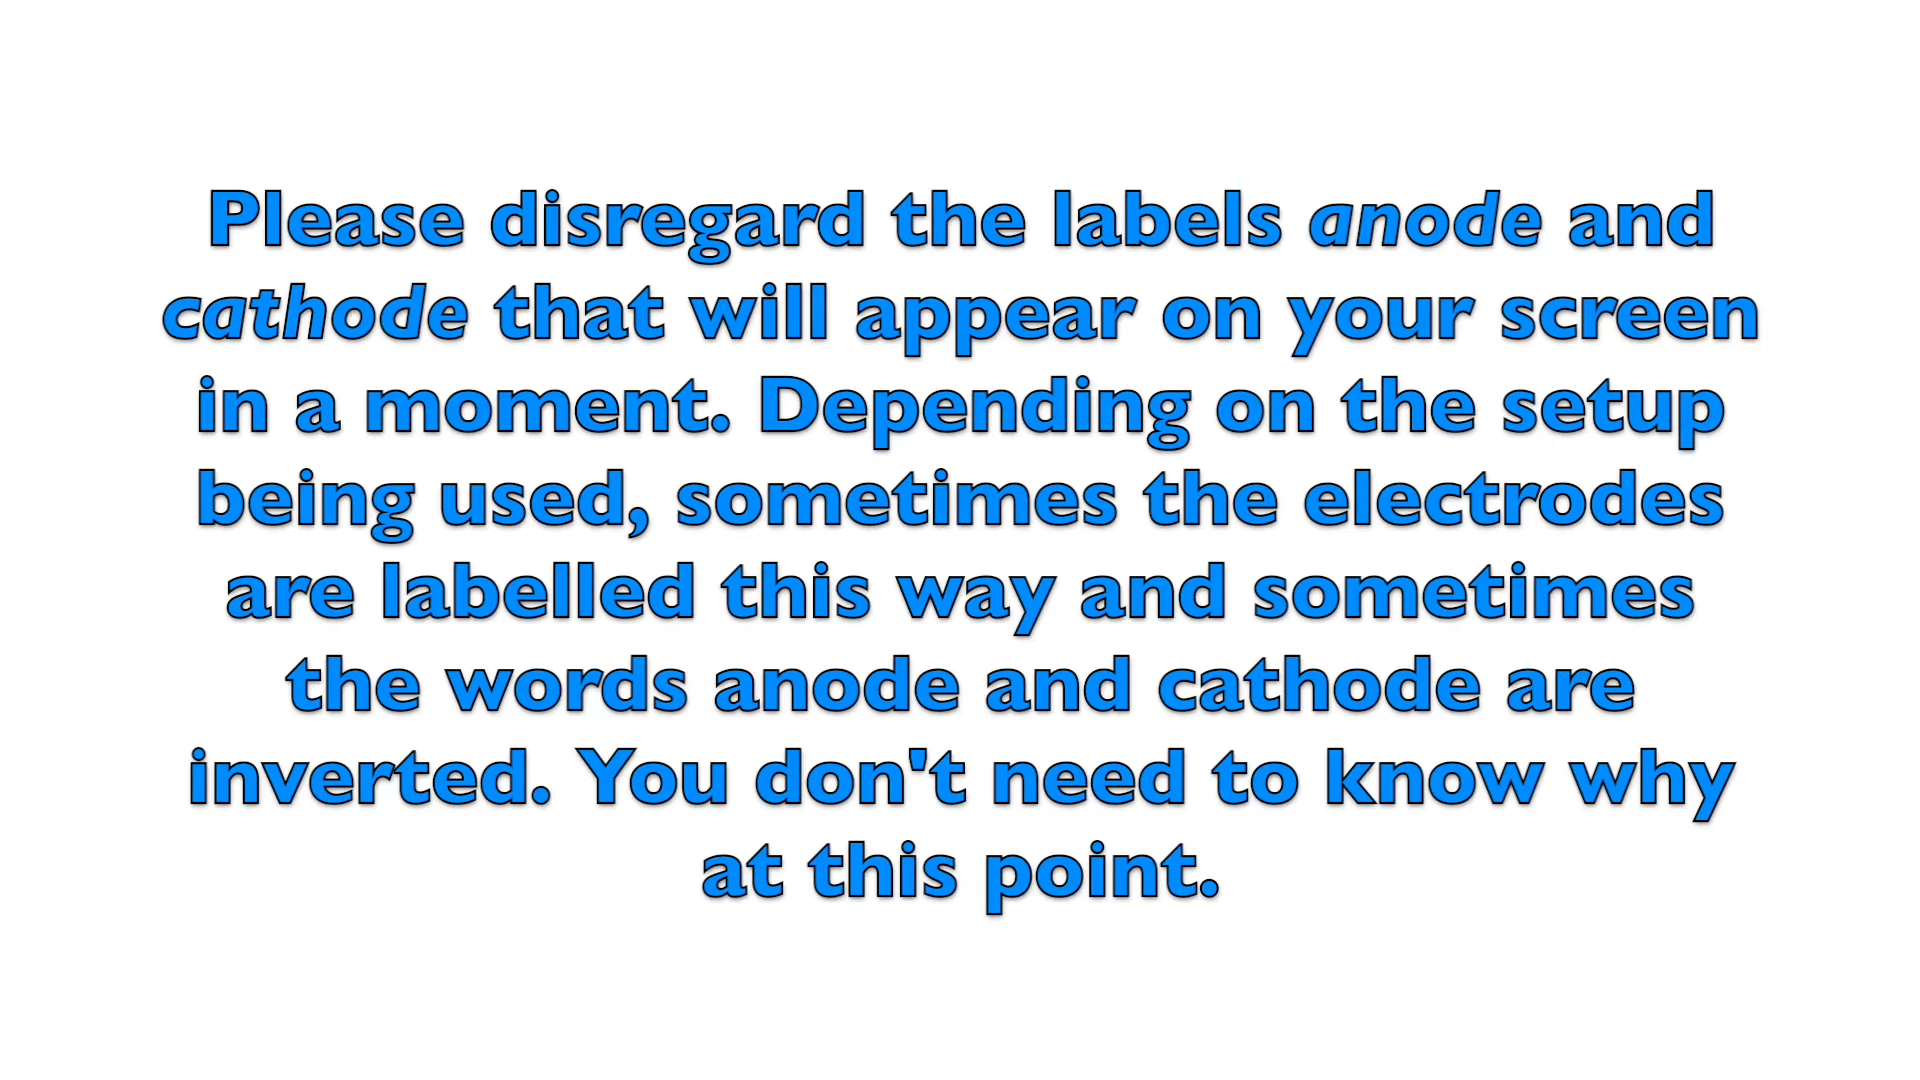 Please disregard the labels anode and
cathode that will appear on your screen
in a moment. Depending on the setup
being used, sometimes the electrodes
are labelled this way and sometimes
the words anode and cathode are
inverted. You don't need to know why
at this point.